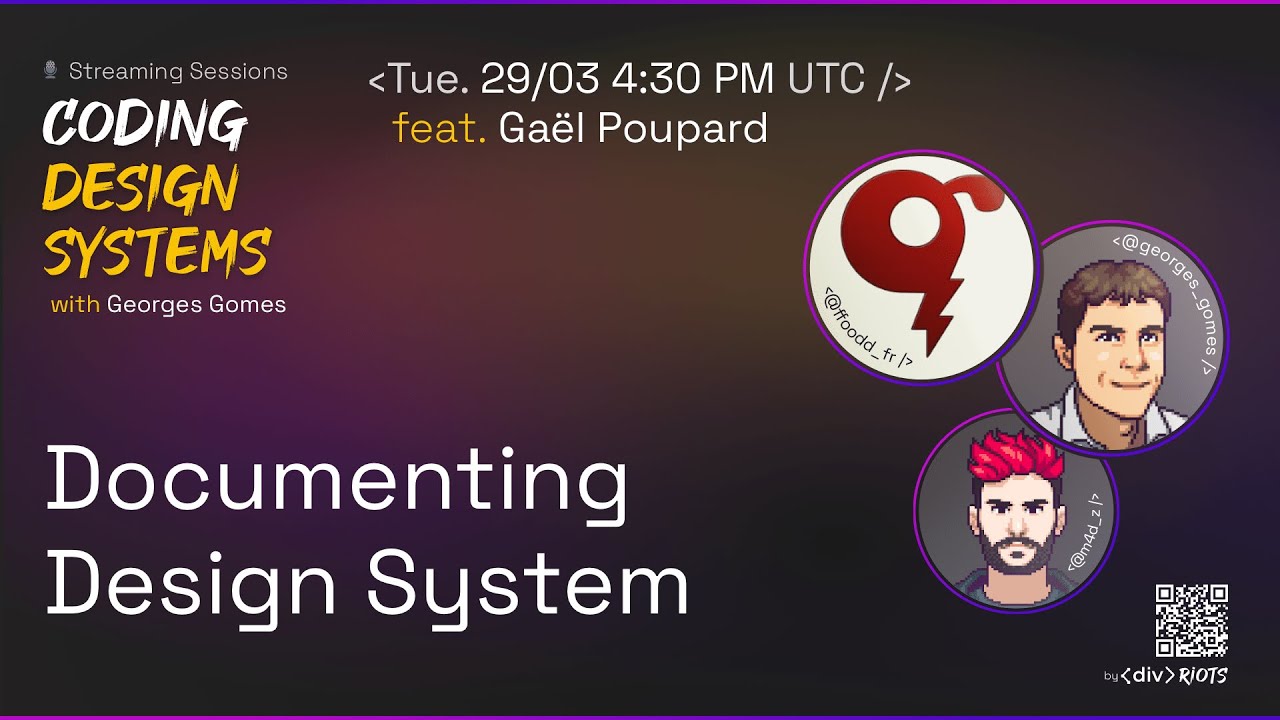 Streaming Sessions
CODING
DESIGN
SYSTEMS
with Georges Gomes
<Tue. 29/03 4:30 PM UTC />
feat. Gaël Poupard
<@ffoodd_fr />
<@georges_gomes />
<@m4d_z />
Documenting
Design System
by <div> RIOTS